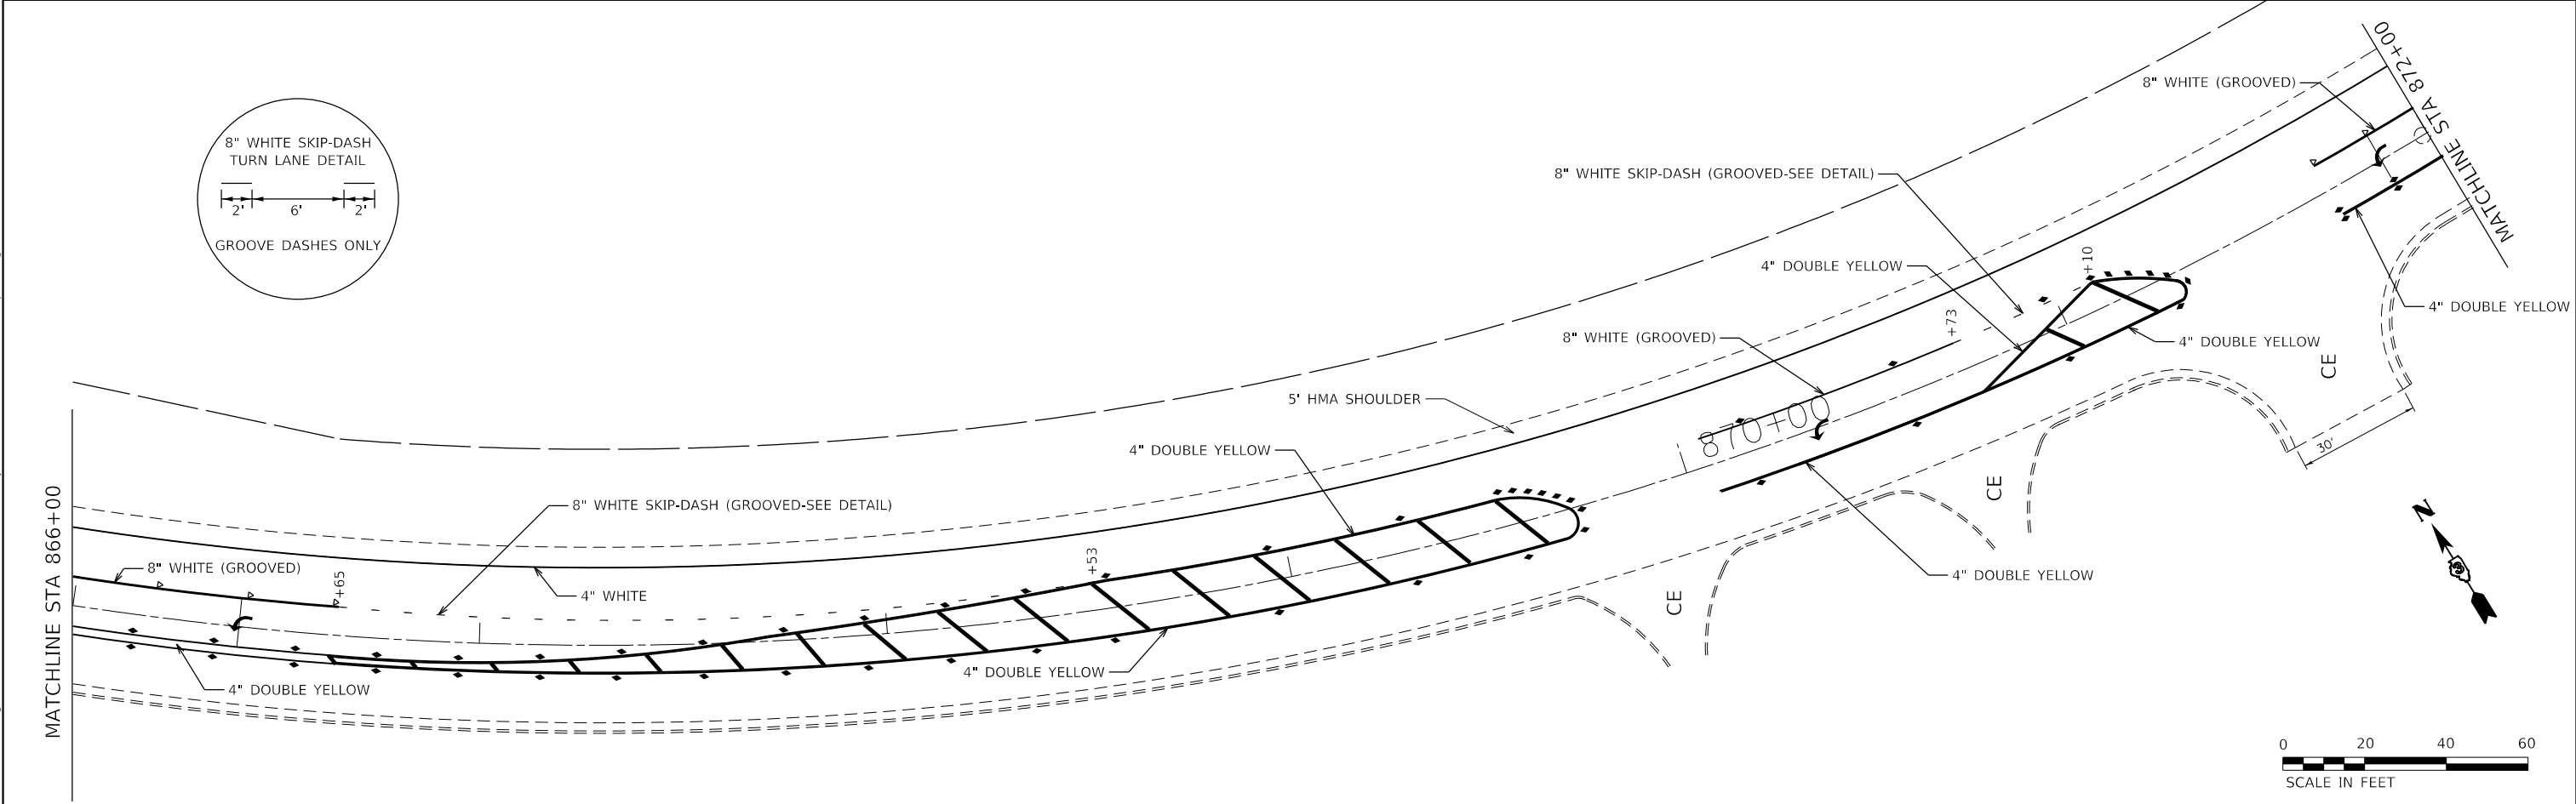 8" WHITE SKIP-DASH
TURN LANE DETAIL
2'
6'
2'
GROOVE DASHES ONLY
MATCHLINE STA 866+00
8" WHITE (GROOVED)
+65
4" DOUBLE YELLOW
8" WHITE SKIP-DASH (GROOVED-SEE DETAIL)
4" WHITE
4" DOUBLE YELLOW
+53
4" DOUBLE YELLOW
5' HMA SHOULDER
8" WHITE (GROOVED)
870+00
+73
8" WHITE SKIP-DASH (GROOVED-SEE DETAIL)
4" DOUBLE YELLOW
+10
4" DOUBLE YELLOW
4" DOUBLE YELLOW
8" WHITE (GROOVED)
MATCHLINE STA 872+00
4" DOUBLE YELLOW
CE
CE
CE
30'
N
0 20 40 60
SCALE IN FEET